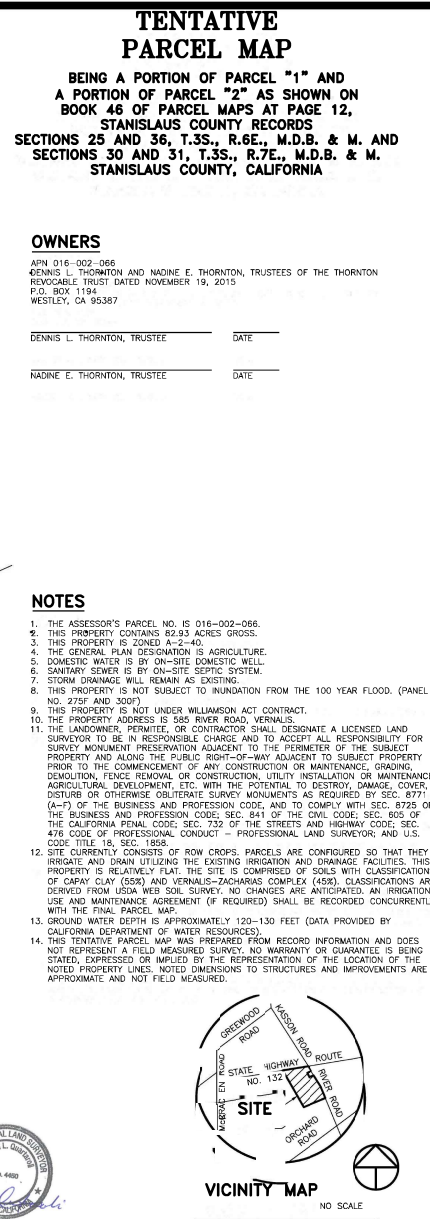 TENTATIVE
PARCEL MAP
BEING A PORTION OF PARCEL "1" AND
A PORTION OF PARCEL "2" AS SHOWN ON
BOOK 46 OF PARCEL MAPS AT PAGE 12,
STANISLAUS COUNTY RECORDS
SECTIONS 25 AND 36, T.3S., R.6E., M.D.B. & M. AND
SECTIONS 30 AND 31, T.3S., R.7E., M.D.B. & M.
STANISLAUS COUNTY, CALIFORNIA
OWNERS
APN 016-002-066
DENNIS L. THORNTON AND NADINE E. THORNTON, TRUSTEES OF THE THORNTON
REVOCABLE TRUST DATED NOVEMBER 19, 2015
P.O. BOX 1194
WESTLEY, CA 95387
DENNIS L. THORNTON, TRUSTEE DATE
NADINE E. THORNTON, TRUSTEE DATE
NOTES
1. THE ASSESSOR'S PARCEL NO. IS 016-002-066.
2. THIS PROPERTY CONTAINS 82.93 ACRES GROSS.
3. THIS PROPERTY IS ZONED A-2-40.
4. THE GENERAL PLAN DESIGNATION IS AGRICULTURE.
5. DOMESTIC WATER IS BY ON-SITE DOMESTIC WELL.
6. SANITARY SEWER IS BY ON-SITE SEPTIC SYSTEM.
7. STORM DRAINAGE WILL REMAIN AS EXISTING.
8. THIS PROPERTY IS NOT SUBJECT TO INUNDATION FROM THE 100 YEAR FLOOD. (PANEL
NO. 275F AND 300F)
9. THIS PROPERTY IS NOT UNDER WILLIAMSON ACT CONTRACT.
10. THE PROPERTY ADDRESS IS 585 RIVER ROAD, VERNALIS.
11. THE LANDOWNER, PERMITEE, OR CONTRACTOR SHALL DESIGNATE A LICENSED LAND
SURVEYOR TO BE IN RESPONSIBLE CHARGE AND TO ACCEPT ALL RESPONSIBILITY FOR
SURVEY MONUMENT PRESERVATION ADJACENT TO THE PERIMETER OF THE SUBJECT
PROPERTY AND ALONG THE PUBLIC RIGHT-OF-WAY ADJACENT TO SUBJECT PROPERTY
PRIOR TO THE COMMENCEMENT OF ANY CONSTRUCTION OR MAINTENANCE, GRADING,
DEMOLITION, FENCE REMOVAL OR CONSTRUCTION, UTILITY INSTALLATION OR MAINTENANCE
AGRICULTURAL DEVELOPMENT, ETC. WITH THE POTENTIAL TO DESTROY, DAMAGE, COVER,
DISTURB OR OTHERWISE OBLITERATE SURVEY MONUMENTS AS REQUIRED BY SEC. 8771
(A-F) OF THE BUSINESS AND PROFESSION CODE, AND TO COMPLY WITH SEC. 8725 OF
THE BUSINESS AND PROFESSION CODE; SEC. 841 OF THE CIVIL CODE; SEC. 605 OF
THE CALIFORNIA PENAL CODE; SEC. 732 OF THE STREETS AND HIGHWAY CODE; SEC.
476 CODE OF PROFESSIONAL CONDUCT - PROFESSIONAL LAND SURVEYOR; AND U.S.
CODE TITLE 18, SEC. 1858.
12. SITE CURRENTLY CONSISTS OF ROW CROPS. PARCELS ARE CONFIGURED SO THAT THEY
IRRIGATE AND DRAIN UTILIZING THE EXISTING IRRIGATION AND DRAINAGE FACILITIES. THIS
PROPERTY IS RELATIVELY FLAT. THE SITE IS COMPRISED OF SOILS WITH CLASSIFICATION
OF CAPAY CLAY (55%) AND VERNALIS-ZACHARIAS COMPLEX (45%). CLASSIFICATIONS AR
DERIVED FROM USDA WEB SOIL SURVEY. NO CHANGES ARE ANTICIPATED. AN IRRIGATION
USE AND MAINTENANCE AGREEMENT (IF REQUIRED) SHALL BE RECORDED CONCURRENTL
WITH THE FINAL PARCEL MAP.
13. GROUND WATER DEPTH IS APPROXIMATELY 120-130 FEET (DATA PROVIDED BY
CALIFORNIA DEPARTMENT OF WATER RESOURCES).
14. THIS TENTATIVE PARCEL MAP WAS PREPARED FROM RECORD INFORMATION AND DOES
NOT REPRESENT A FIELD MEASURED SURVEY. NO WARRANTY OR GUARANTEE IS BEING
STATED, EXPRESSED OR IMPLIED BY THE REPRESENTATION OF THE LOCATION OF THE
NOTED PROPERTY LINES. NOTED DIMENSIONS TO STRUCTURES AND IMPROVEMENTS ARE
APPROXIMATE AND NOT FIELD MEASURED.
GREEWOOD
ROAD
KASSON ROAD
STATE HIGHWAY ROUTE
NO. 132
RIVER ROAD
SITE
ORCHARD
ROAD
EN ROAD
VICINITY MAP
NO SCALE
AL LAND SURVEYOR
L. Quartaroli
. 4460
CALIFO